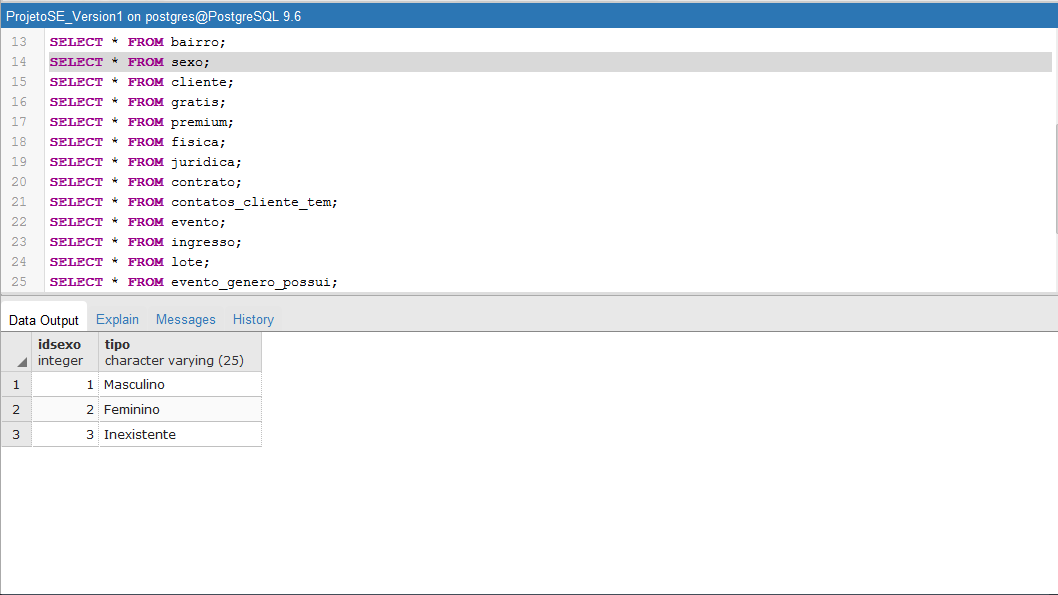 ProjetoSE_Version1 on postgres@PostgreSQL 9.6
13 SELECT * FROM bairro;
14 SELECT * FROM sexo;
15 SELECT * FROM cliente;
16 SELECT * FROM gratis;
17 SELECT * FROM premium;
18 SELECT * FROM fisica;
19 SELECT * FROM juridica;
20 SELECT * FROM contrato;
21 SELECT * FROM contatos_cliente_tem;
22 SELECT * FROM evento;
23 SELECT * FROM ingresso;
24 SELECT * FROM lote;
25 SELECT * FROM evento_genero_possui;
Data Output Explain Messages History
idsexo tipo
integer character varying (25)
1 1 Masculino
2 2 Feminino
3 3 Inexistente